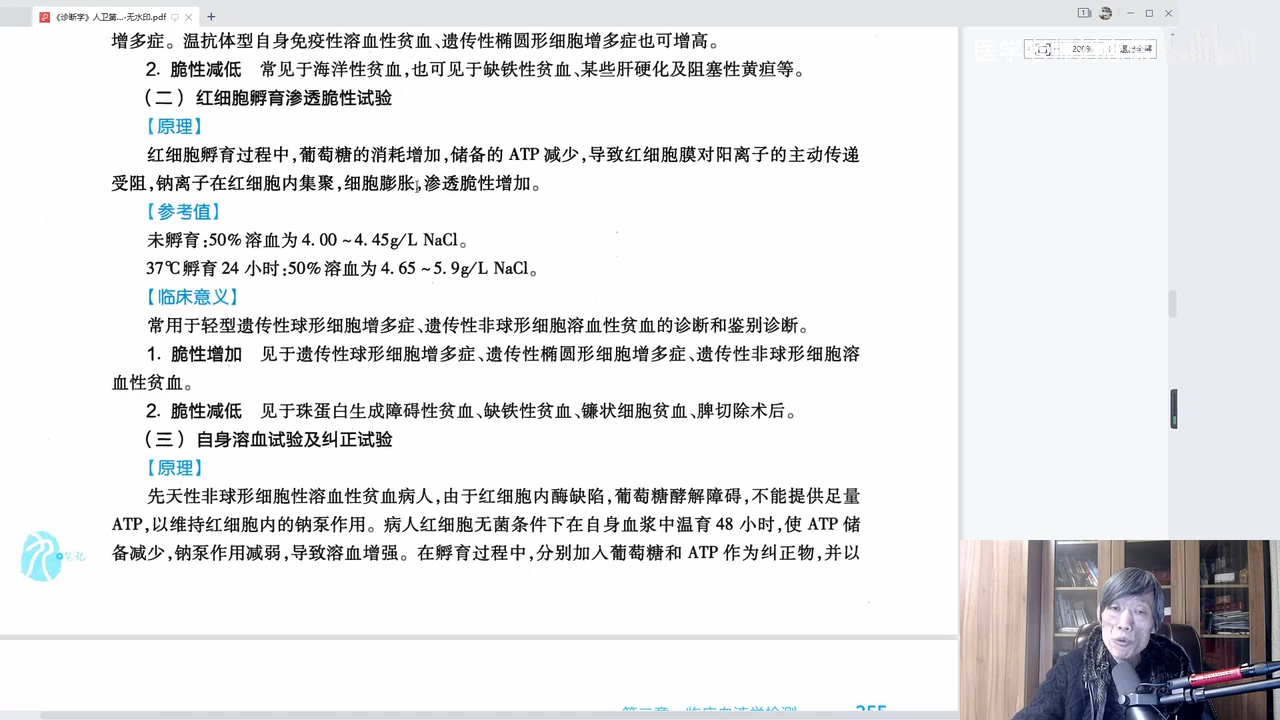 《诊断学》人卫第...-无水印.pdf
增多症。温抗体型自身免疫性溶血性贫血、遗传性椭圆形细胞增多症也可增高。
2. 脆性减低 常见于海洋性贫血,也可见于缺铁性贫血、某些肝硬化及阻塞性黄疸等。
(二)红细胞孵育渗透脆性试验
【原理】
红细胞孵育过程中,葡萄糖的消耗增加,储备的 ATP 减少,导致红细胞膜对阳离子的主动传递
受阻,钠离子在红细胞内集聚,细胞膨胀,渗透脆性增加。
【参考值】
未孵育:50%溶血为 4.00～4.45g/L NaCl。
37℃孵育 24 小时:50%溶血为 4.65～5.9g/L NaCl。
【临床意义】
常用于轻型遗传性球形细胞增多症、遗传性非球形细胞溶血性贫血的诊断和鉴别诊断。
1. 脆性增加 见于遗传性球形细胞增多症、遗传性椭圆形细胞增多症、遗传性非球形细胞溶
血性贫血。
2. 脆性减低 见于珠蛋白生成障碍性贫血、缺铁性贫血、镰状细胞贫血、脾切除术后。
(三)自身溶血试验及纠正试验
【原理】
先天性非球形细胞性溶血性贫血病人,由于红细胞内酶缺陷,葡萄糖酵解障碍,不能提供足量
ATP,以维持红细胞内的钠泵作用。病人红细胞无菌条件下在自身血浆中温育 48 小时,使 ATP 储
备减少,钠泵作用减弱,导致溶血增强。在孵育过程中,分别加入葡萄糖和 ATP 作为纠正物,并以
笔记